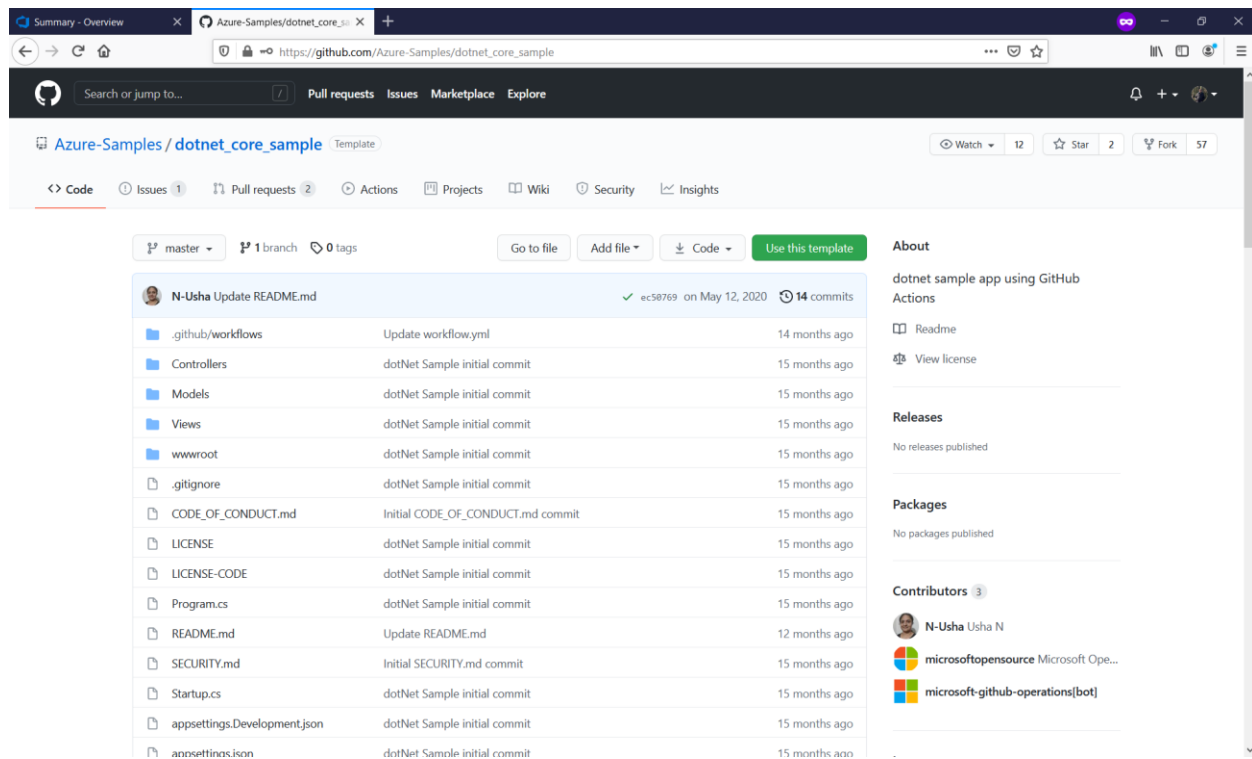 Summary - Overview
Azure-Samples/dotnet_core_sa
https://github.com/Azure-Samples/dotnet_core_sample
Search or jump to... /
Pull requests Issues Marketplace Explore
Azure-Samples / dotnet_core_sample Template
Watch 12 Star 2 Fork 57
Code Issues 1 Pull requests 2 Actions Projects Wiki Security Insights
master 1 branch 0 tags Go to file Add file Code Use this template
N-Usha Update README.md ec50769 on May 12, 2020 14 commits
.github/workflows Update workflow.yml 14 months ago
Controllers dotNet Sample initial commit 15 months ago
Models dotNet Sample initial commit 15 months ago
Views dotNet Sample initial commit 15 months ago
wwwroot dotNet Sample initial commit 15 months ago
.gitignore dotNet Sample initial commit 15 months ago
CODE_OF_CONDUCT.md Initial CODE_OF_CONDUCT.md commit 15 months ago
LICENSE dotNet Sample initial commit 15 months ago
LICENSE-CODE dotNet Sample initial commit 15 months ago
Program.cs dotNet Sample initial commit 15 months ago
README.md Update README.md 12 months ago
SECURITY.md Initial SECURITY.md commit 15 months ago
Startup.cs dotNet Sample initial commit 15 months ago
appsettings.Development.json dotNet Sample initial commit 15 months ago
appsettings.json dotNet Sample initial commit 15 months ago
About
dotnet sample app using GitHub
Actions
Readme
View license
Releases
No releases published
Packages
No packages published
Contributors 3
N-Usha Usha N
microsoftopensource Microsoft Ope...
microsoft-github-operations[bot]